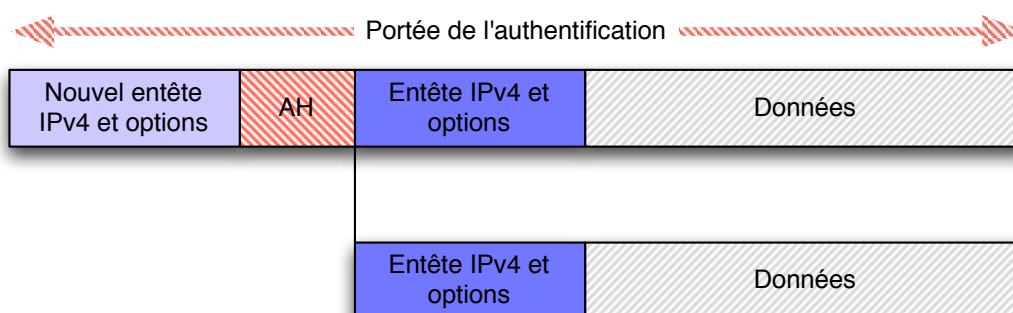 Portée de l'authentification
Nouvel entête
IPv4 et options
AH
Entête IPv4 et
options
Données
Entête IPv4 et
options
Données